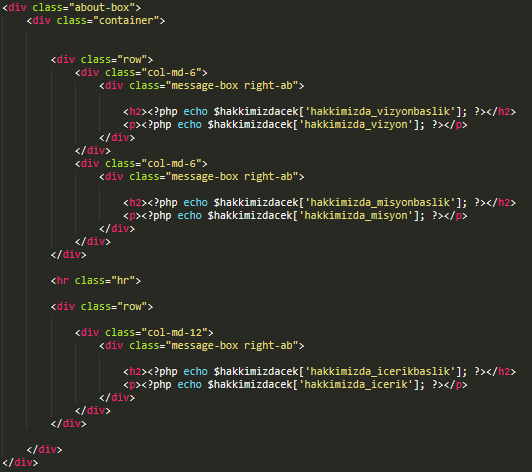 <div class="about-box">
<div class="container">
<div class="row">
<div class="col-md-6">
<div class="message-box right-ab">
<h2><?php echo $hakkimizdacek['hakkimizda_vizyonbaslik']; ?></h2>
<p><?php echo $hakkimizdacek['hakkimizda_vizyon']; ?></p>
</div>
</div>
<div class="col-md-6">
<div class="message-box right-ab">
<h2><?php echo $hakkimizdacek['hakkimizda_misyonbaslik']; ?></h2>
<p><?php echo $hakkimizdacek['hakkimizda_misyon']; ?></p>
</div>
</div>
</div>
<hr class="hr">
<div class="row">
<div class="col-md-12">
<div class="message-box right-ab">
<h2><?php echo $hakkimizdacek['hakkimizda_icerikbaslik']; ?></h2>
<p><?php echo $hakkimizdacek['hakkimizda_icerik']; ?></p>
</div>
</div>
</div>
</div>
</div>